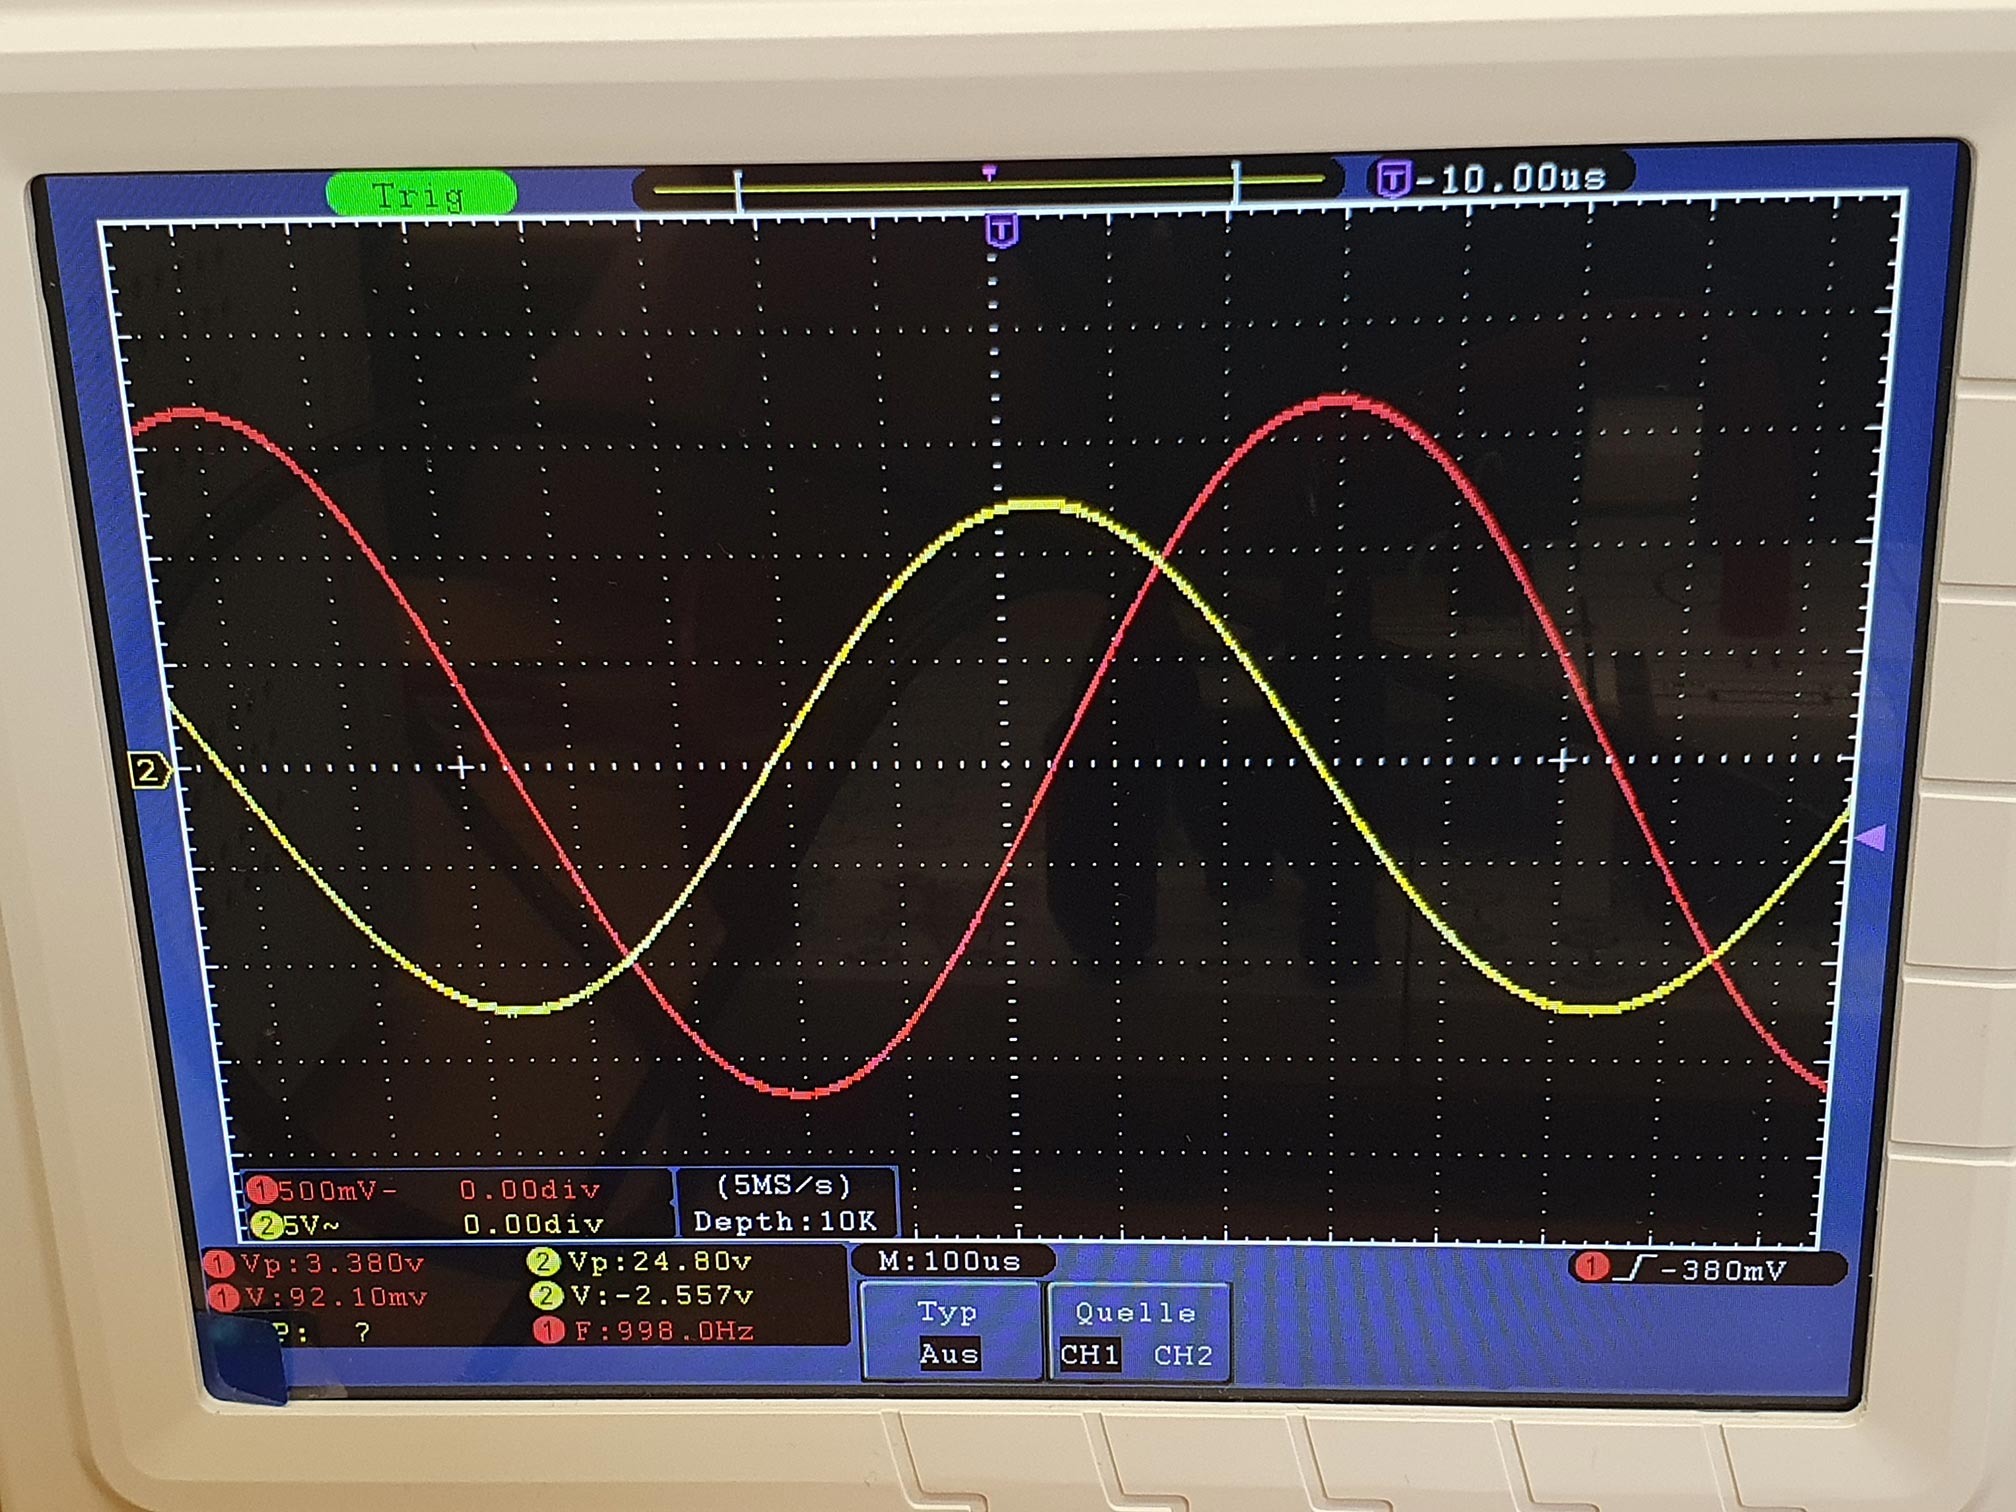 Trig
T -10.00us
T
2
1 500mV- 0.00div
2 5V~ 0.00div
(5MS/s)
Depth:10K
1 Vp:3.380v 2 Vp:24.80v
1 V:92.10mv 2 V:-2.557v
P: ? 1 F:998.0Hz
M:100us
1 -380mV
Typ
Aus
Quelle
CH1 CH2